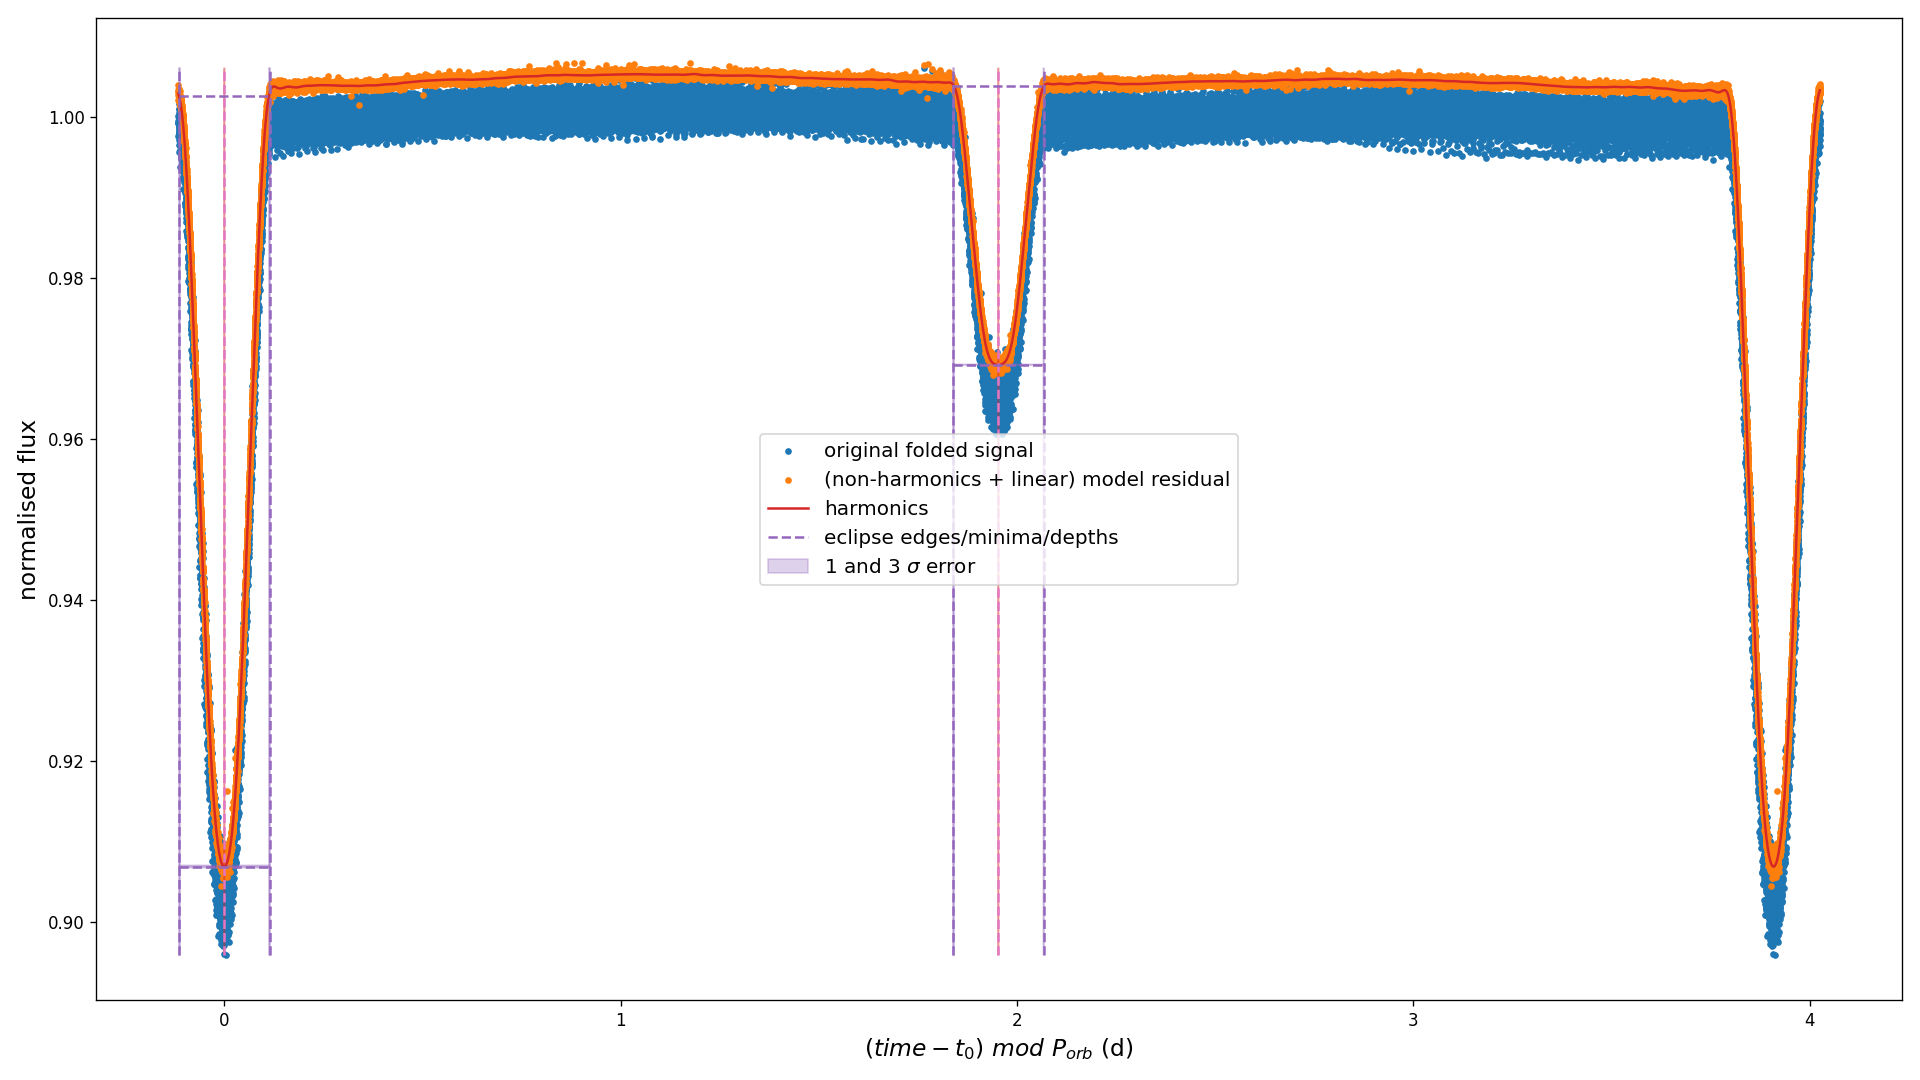 normalised flux
1.00
0.98
0.96
0.94
0.92
0.90
original folded signal
(non-harmonics + linear) model residual
harmonics
eclipse edges/minima/depths
1 and 3 σ error
0 1 2 3 4
(time − t₀) mod P_orb (d)